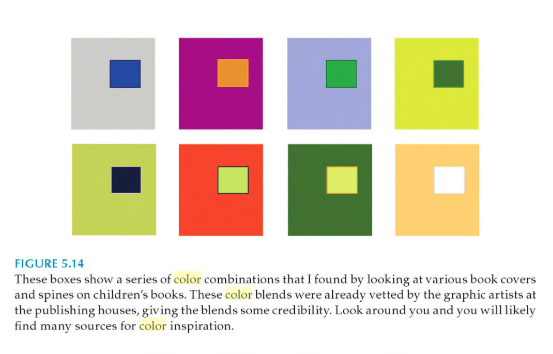 FIGURE 5.14
These boxes show a series of color combinations that I found by looking at various book covers
and spines on children's books. These color blends were already vetted by the graphic artists at
the publishing houses, giving the blends some credibility. Look around you and you will likely
find many sources for color inspiration.